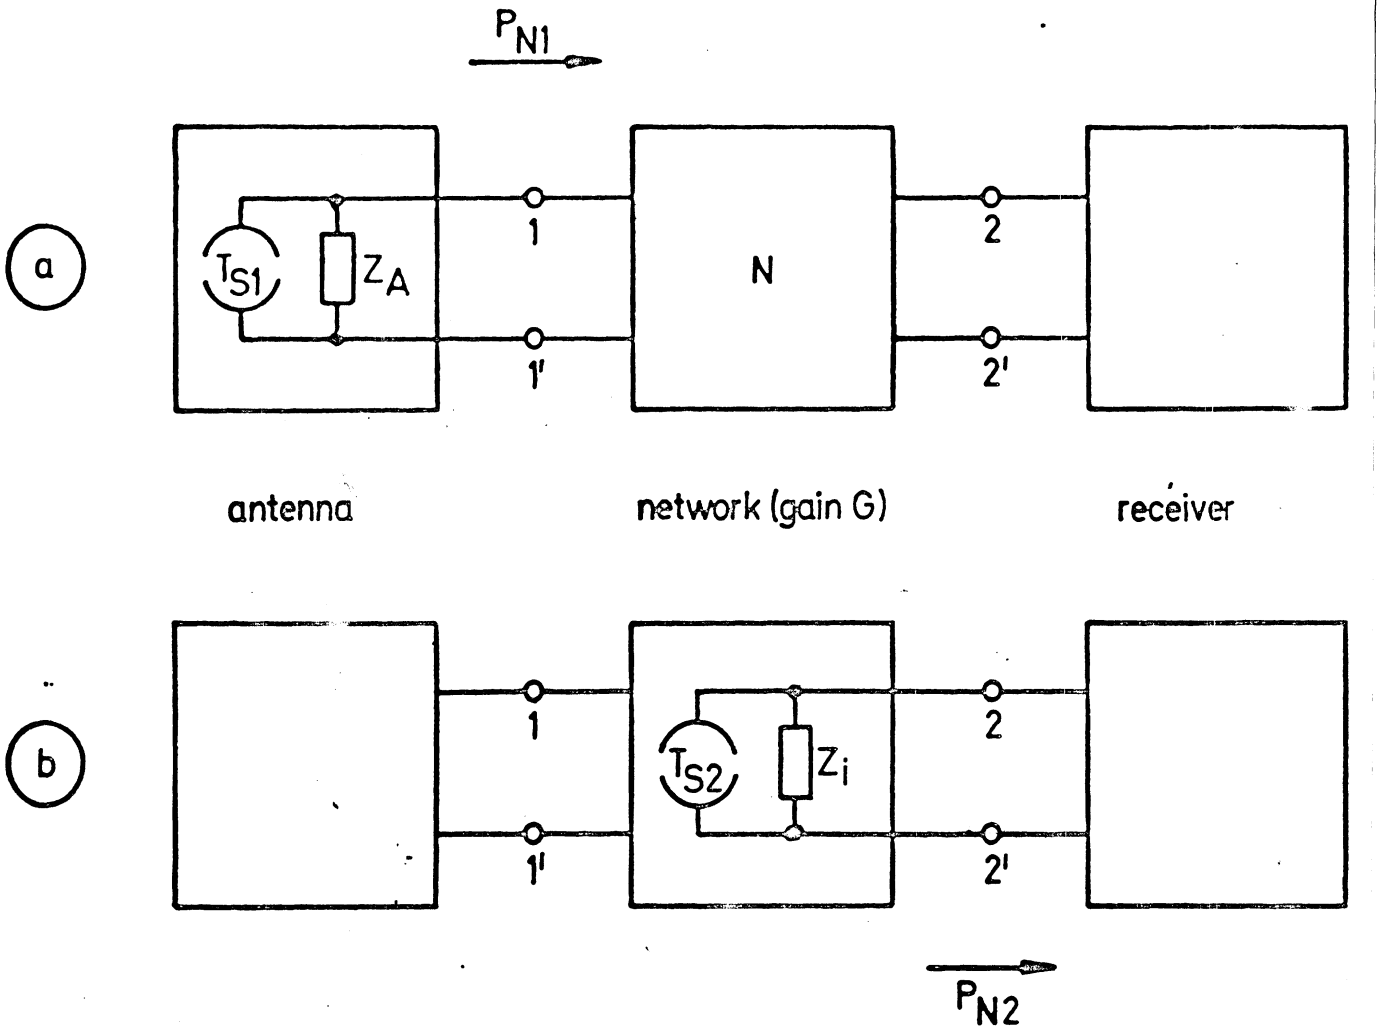 P_N1
a
T_S1 Z_A
1
1'
N
2
2'
antenna
network (gain G)
receiver
b
1
1'
T_S2 Z_i
2
2'
P_N2